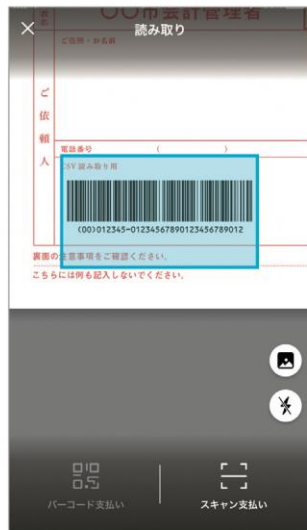 〇〇市会計管理者
読み取り
ご住所・お名前
ご依頼人
電話番号 ( )
CSV 読み取り用
(00)012345-01234567890123456789012
裏面の注意事項をご確認ください。
こちらには何も記入しないでください。
バーコード支払い
スキャン支払い